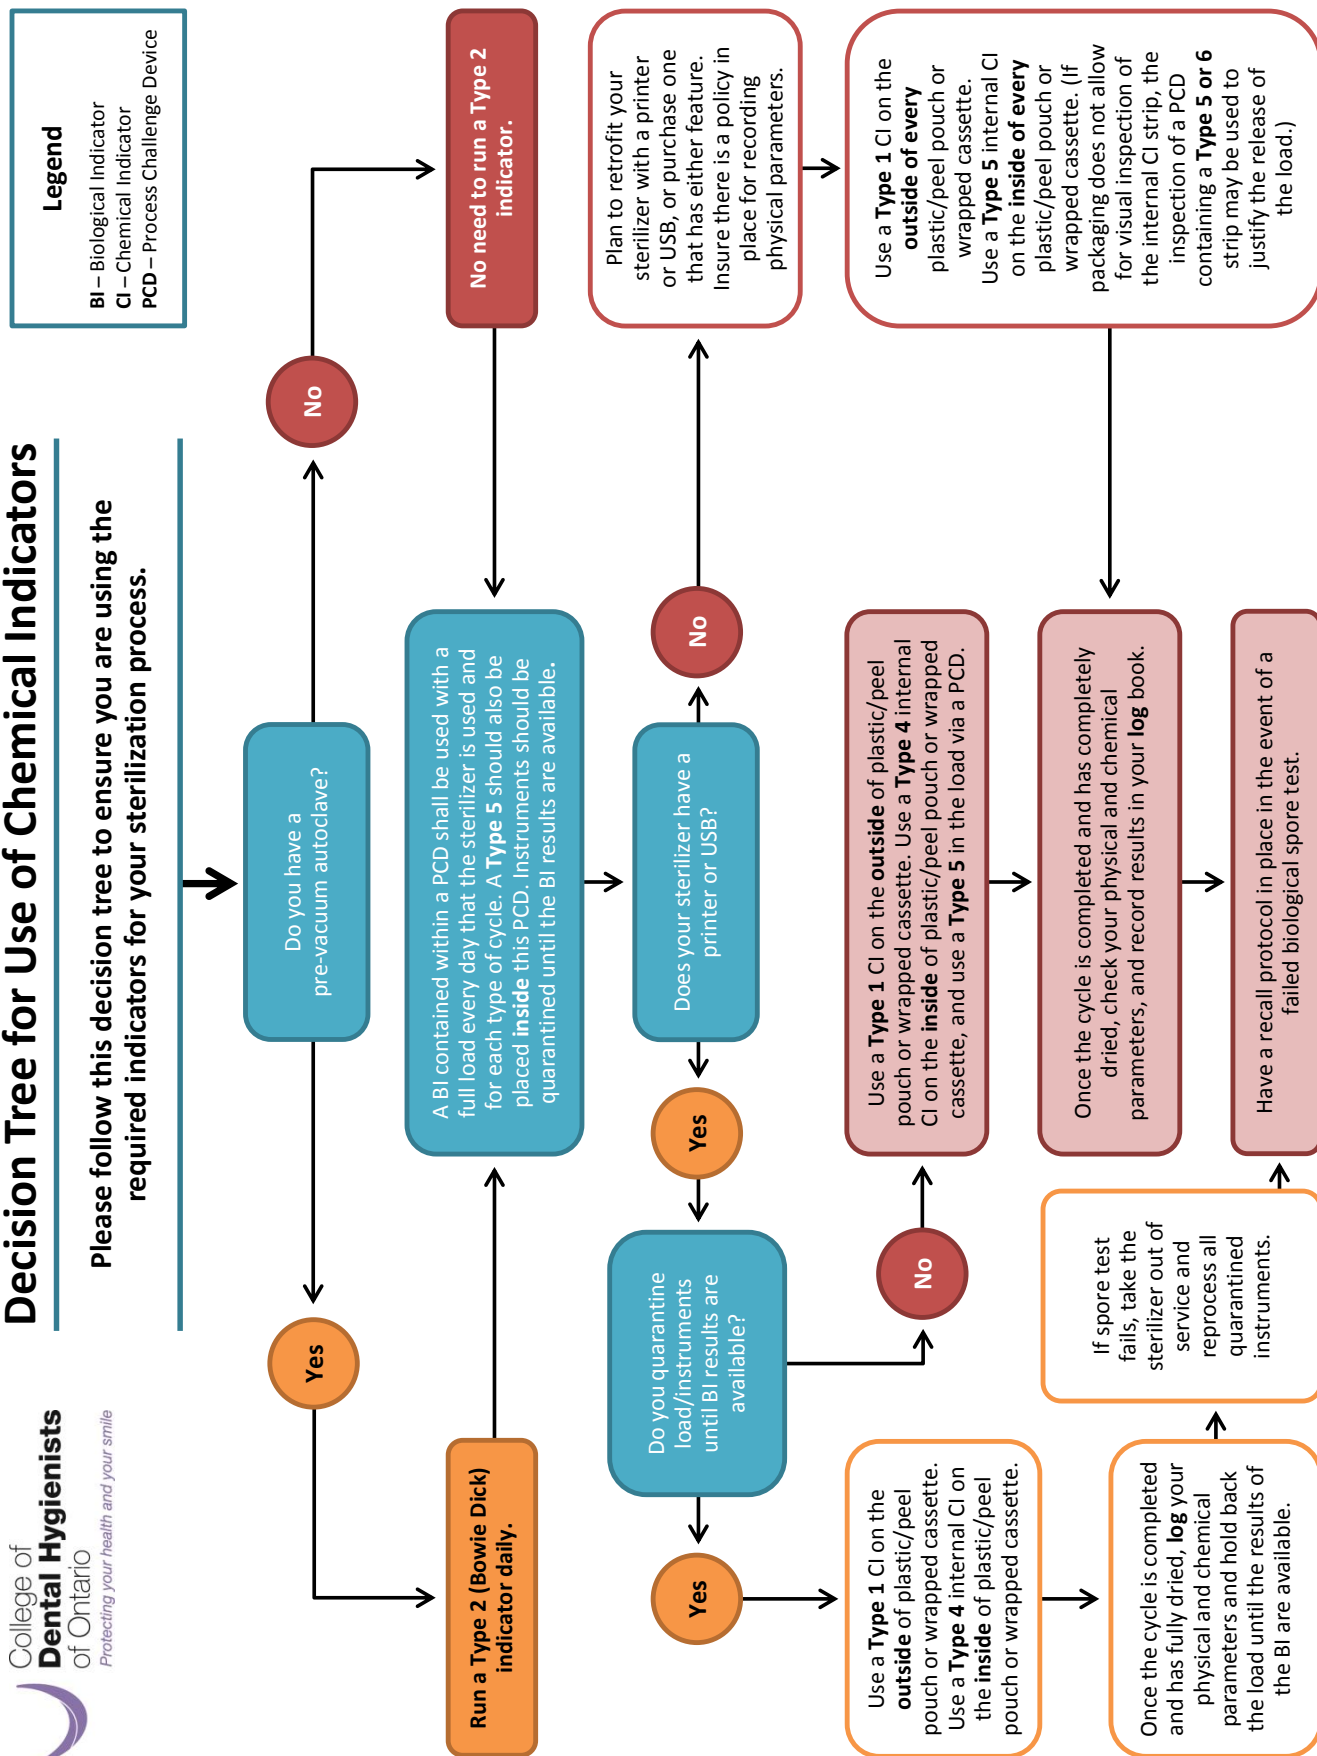 College of
Dental Hygienists
of Ontario
Protecting your health and your smile
Decision Tree for Use of Chemical Indicators
Please follow this decision tree to ensure you are using the
required indicators for your sterilization process.
Legend
BI – Biological Indicator
CI – Chemical Indicator
PCD – Process Challenge Device
Do you have a
pre-vacuum autoclave?
Yes
No
Run a Type 2 (Bowie Dick)
indicator daily.
No need to run a Type 2
indicator.
A BI contained within a PCD shall be used with a
full load every day that the sterilizer is used and
for each type of cycle. A Type 5 should also be
placed inside this PCD. Instruments should be
quarantined until the BI results are available.
Does your sterilizer have a
printer or USB?
Yes
No
Do you quarantine
load/instruments
until BI results are
available?
Plan to retrofit your
sterilizer with a printer
or USB, or purchase one
that has either feature.
Insure there is a policy in
place for recording
physical parameters.
Yes
No
Use a Type 1 CI on the
outside of plastic/peel
pouch or wrapped cassette.
Use a Type 4 internal CI on
the inside of plastic/peel
pouch or wrapped cassette.
Use a Type 1 CI on the outside of plastic/peel
pouch or wrapped cassette. Use a Type 4 internal
CI on the inside of plastic/peel pouch or wrapped
cassette, and use a Type 5 in the load via a PCD.
Use a Type 1 CI on the
outside of every
plastic/peel pouch or
wrapped cassette.
Use a Type 5 internal CI
on the inside of every
plastic/peel pouch or
wrapped cassette. (If
packaging does not allow
for visual inspection of
the internal CI strip, the
inspection of a PCD
containing a Type 5 or 6
strip may be used to
justify the release of
the load.)
Once the cycle is completed
and has fully dried, log your
physical and chemical
parameters and hold back
the load until the results of
the BI are available.
If spore test
fails, take the
sterilizer out of
service and
reprocess all
quarantined
instruments.
Once the cycle is completed and has completely
dried, check your physical and chemical
parameters, and record results in your log book.
Have a recall protocol in place in the event of a
failed biological spore test.